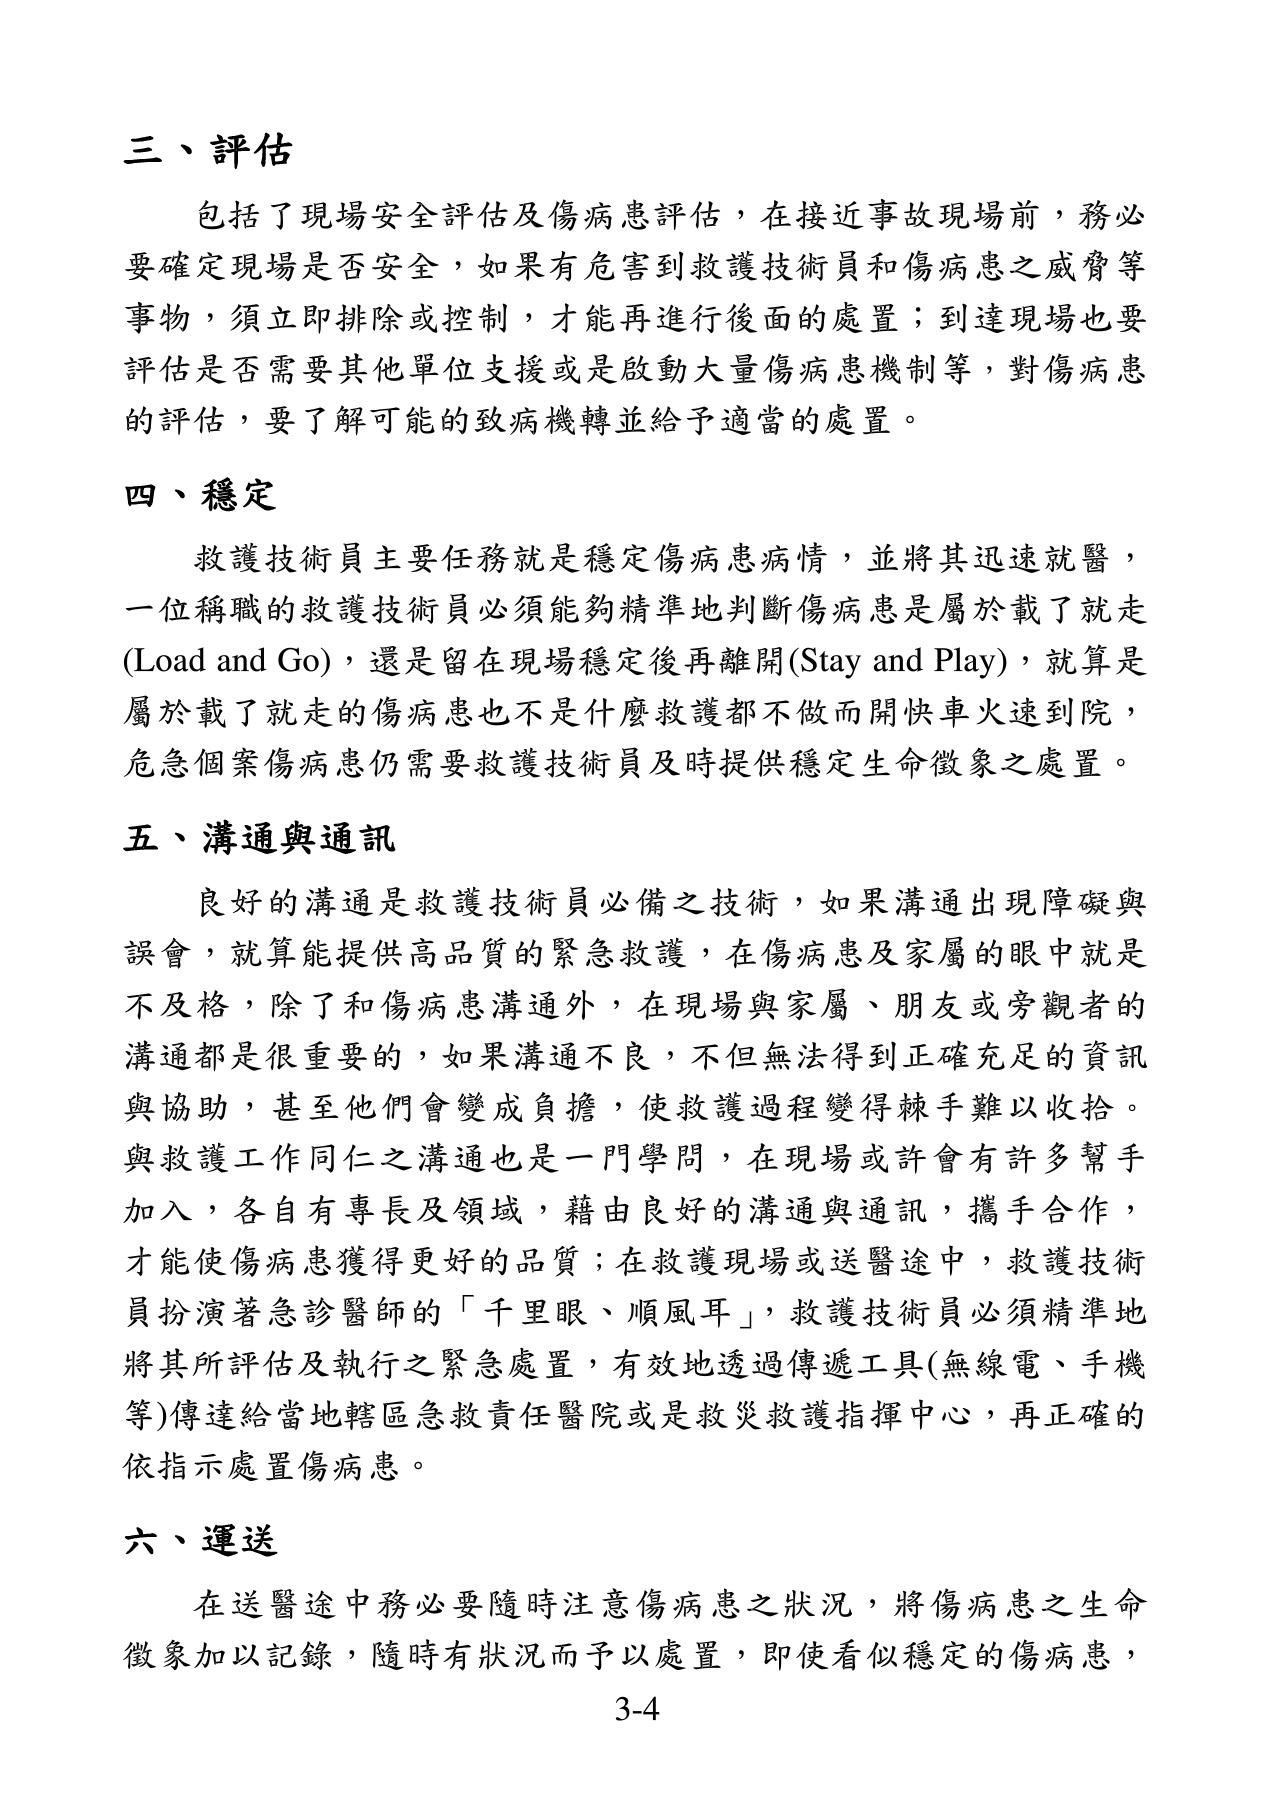 三、評估
包括了現場安全評估及傷病患評估，在接近事故現場前，務必
要確定現場是否安全，如果有危害到救護技術員和傷病患之威脅等
事物，須立即排除或控制，才能再進行後面的處置；到達現場也要
評估是否需要其他單位支援或是啟動大量傷病患機制等，對傷病患
的評估，要了解可能的致病機轉並給予適當的處置。
四、穩定
救護技術員主要任務就是穩定傷病患病情，並將其迅速就醫，
一位稱職的救護技術員必須能夠精準地判斷傷病患是屬於載了就走
(Load and Go)，還是留在現場穩定後再離開(Stay and Play)，就算是
屬於載了就走的傷病患也不是什麼救護都不做而開快車火速到院，
危急個案傷病患仍需要救護技術員及時提供穩定生命徵象之處置。
五、溝通與通訊
良好的溝通是救護技術員必備之技術，如果溝通出現障礙與
誤會，就算能提供高品質的緊急救護，在傷病患及家屬的眼中就是
不及格，除了和傷病患溝通外，在現場與家屬、朋友或旁觀者的
溝通都是很重要的，如果溝通不良，不但無法得到正確充足的資訊
與協助，甚至他們會變成負擔，使救護過程變得棘手難以收拾。
與救護工作同仁之溝通也是一門學問，在現場或許會有許多幫手
加入，各自有專長及領域，藉由良好的溝通與通訊，攜手合作，
才能使傷病患獲得更好的品質；在救護現場或送醫途中，救護技術
員扮演著急診醫師的「千里眼、順風耳」，救護技術員必須精準地
將其所評估及執行之緊急處置，有效地透過傳遞工具(無線電、手機
等)傳達給當地轄區急救責任醫院或是救災救護指揮中心，再正確的
依指示處置傷病患。
六、運送
在送醫途中務必要隨時注意傷病患之狀況，將傷病患之生命
徵象加以記錄，隨時有狀況而予以處置，即使看似穩定的傷病患，
3-4